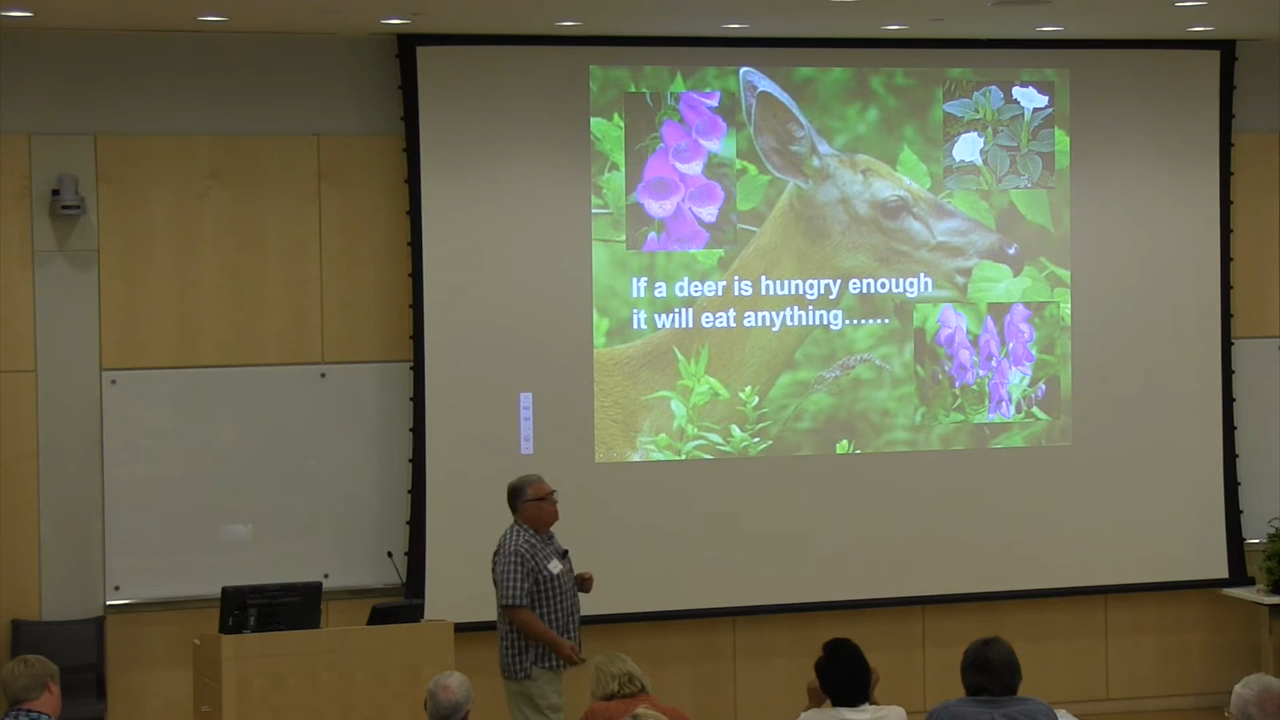 If a deer is hungry enough
it will eat anything......